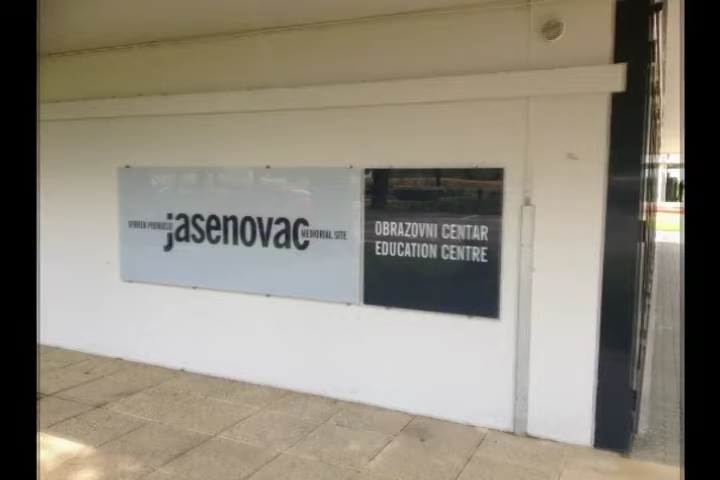 SPOMEN PODRUČJE jasenovac MEMORIAL SITE
OBRAZOVNI CENTAR
EDUCATION CENTRE